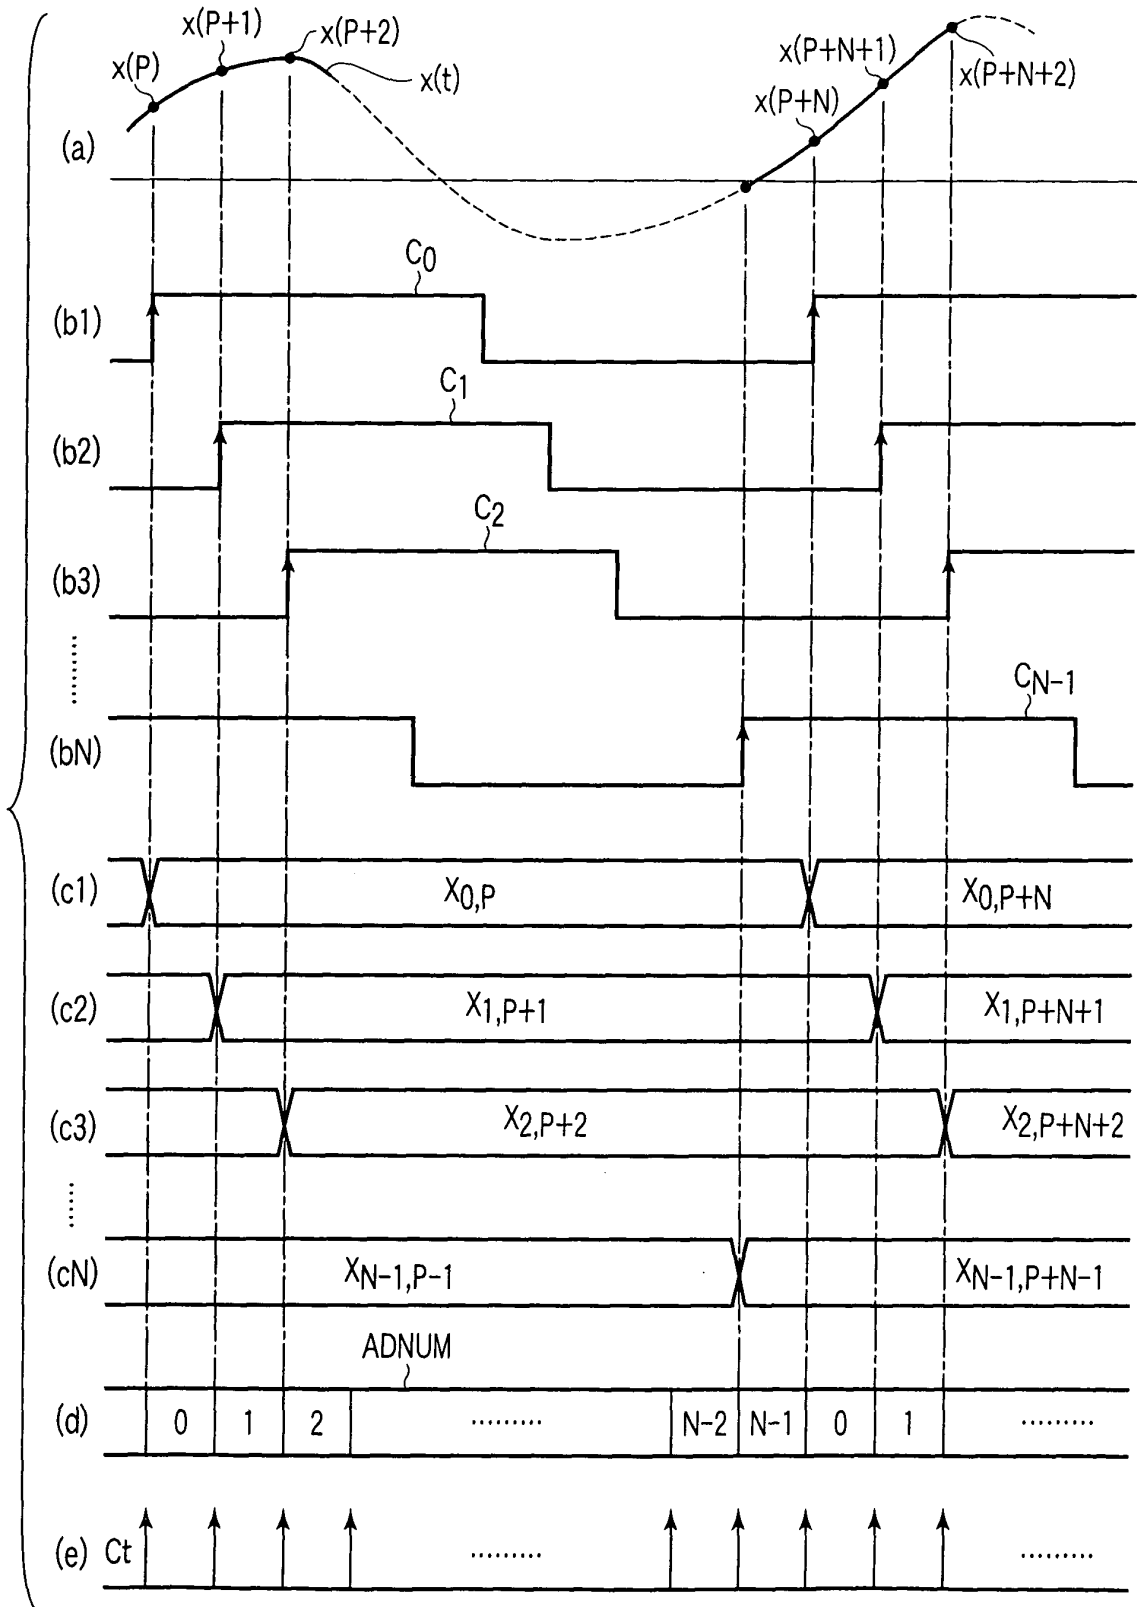 x(P) x(P+1) x(P+2) x(t) x(P+N) x(P+N+1) x(P+N+2)
(a)
C0
(b1)
C1
(b2)
C2
(b3)
.........
CN-1
(bN)
(c1) X0,P X0,P+N
(c2) X1,P+1 X1,P+N+1
(c3) X2,P+2 X2,P+N+2
......
(cN) XN-1,P-1 XN-1,P+N-1
ADNUM
(d) 0 1 2 ......... N-2 N-1 0 1 .........
(e) Ct ......... .........